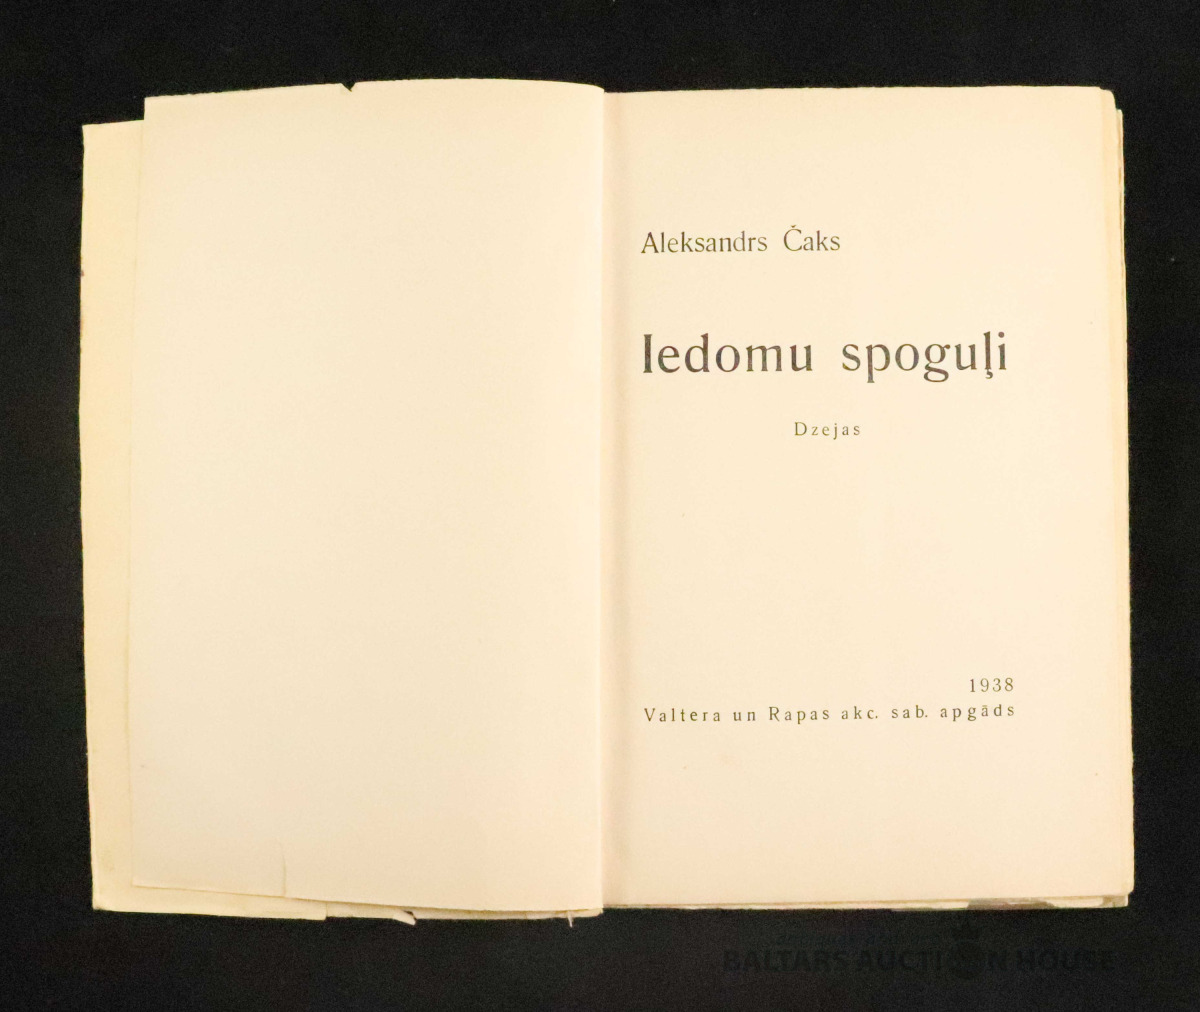 Aleksandrs Čaks
Iedomu spoguļi
Dzejas
1938
Valtera un Rapas akc. sab. apgāds
BALTARS AUCTION HOUSE